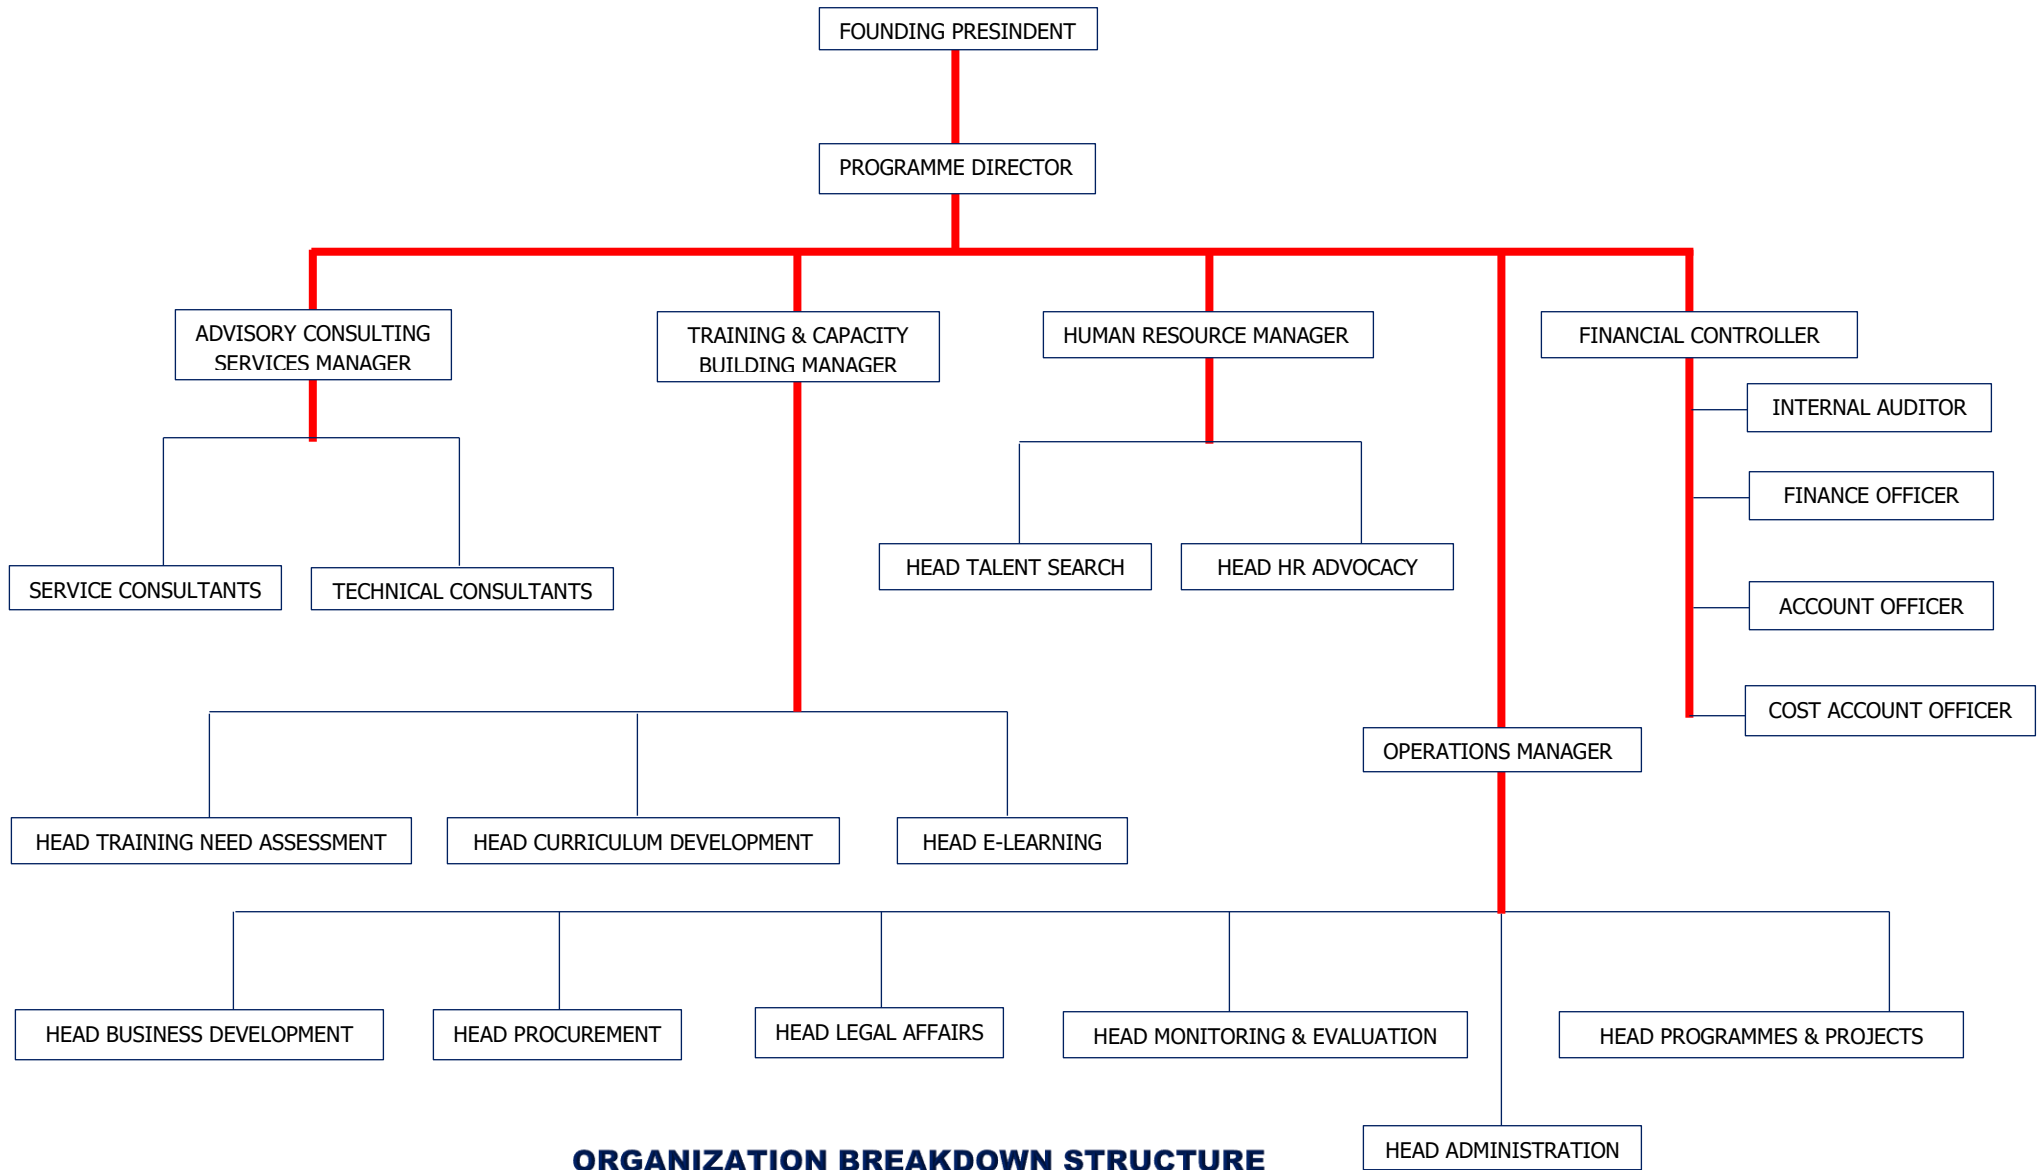 FOUNDING PRESINDENT
PROGRAMME DIRECTOR
ADVISORY CONSULTING
SERVICES MANAGER
TRAINING & CAPACITY
BUILDING MANAGER
HUMAN RESOURCE MANAGER
FINANCIAL CONTROLLER
INTERNAL AUDITOR
FINANCE OFFICER
HEAD TALENT SEARCH
HEAD HR ADVOCACY
SERVICE CONSULTANTS
TECHNICAL CONSULTANTS
ACCOUNT OFFICER
COST ACCOUNT OFFICER
OPERATIONS MANAGER
HEAD TRAINING NEED ASSESSMENT
HEAD CURRICULUM DEVELOPMENT
HEAD E-LEARNING
HEAD BUSINESS DEVELOPMENT
HEAD PROCUREMENT
HEAD LEGAL AFFAIRS
HEAD MONITORING & EVALUATION
HEAD PROGRAMMES & PROJECTS
HEAD ADMINISTRATION
ORGANIZATION BREAKDOWN STRUCTURE